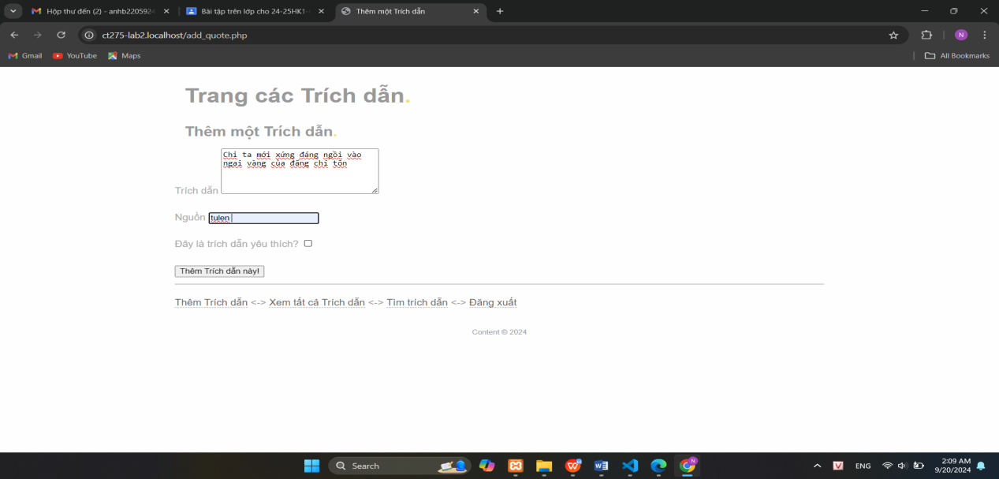 Hộp thư đến (2) - anhb220592
Bài tập trên lớp cho 24-25HK1-
Thêm một Trích dẫn
ct275-lab2.localhost/add_quote.php
N
Gmail
YouTube
Maps
All Bookmarks
Trang các Trích dẫn.
Thêm một Trích dẫn.
Chỉ ta mới xứng đáng ngồi vào
ngai vàng của đấng chí tôn
Trích dẫn
Nguồn tulen
Đây là trích dẫn yêu thích?
Thêm Trích dẫn này!
Thêm Trích dẫn <-> Xem tất cả Trích dẫn <-> Tìm trích dẫn <-> Đăng xuất
Content © 2024
Search
ENG
2:09 AM
9/20/2024